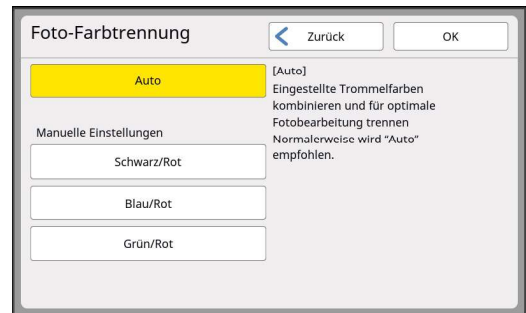 Foto-Farbtrennung
Zurück
OK
Auto
[Auto]
Eingestellte Trommelfarben
kombinieren und für optimale
Fotobearbeitung trennen
Normalerweise wird "Auto"
empfohlen.
Manuelle Einstellungen
Schwarz/Rot
Blau/Rot
Grün/Rot